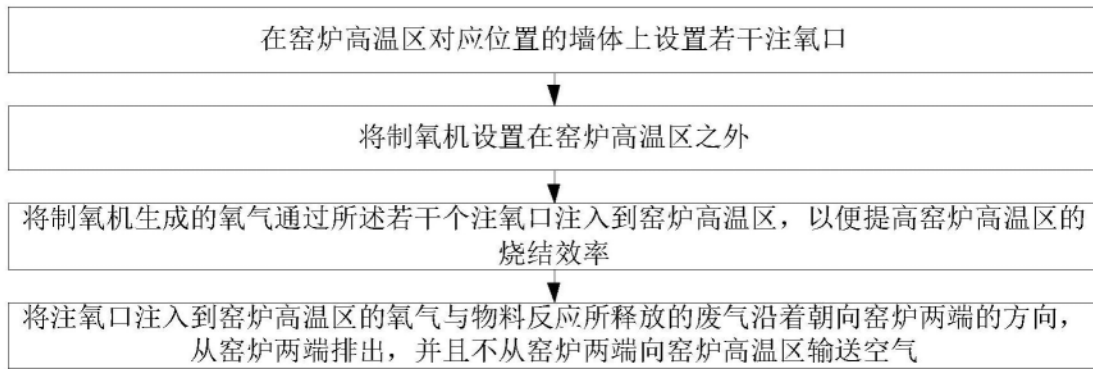 在窑炉高温区对应位置的墙体上设置若干注氧口
将制氧机设置在窑炉高温区之外
将制氧机生成的氧气通过所述若干个注氧口注入到窑炉高温区，以便提高窑炉高温区的
烧结效率
将注氧口注入到窑炉高温区的氧气与物料反应所释放的废气沿着朝向窑炉两端的方向，
从窑炉两端排出，并且不从窑炉两端向窑炉高温区输送空气